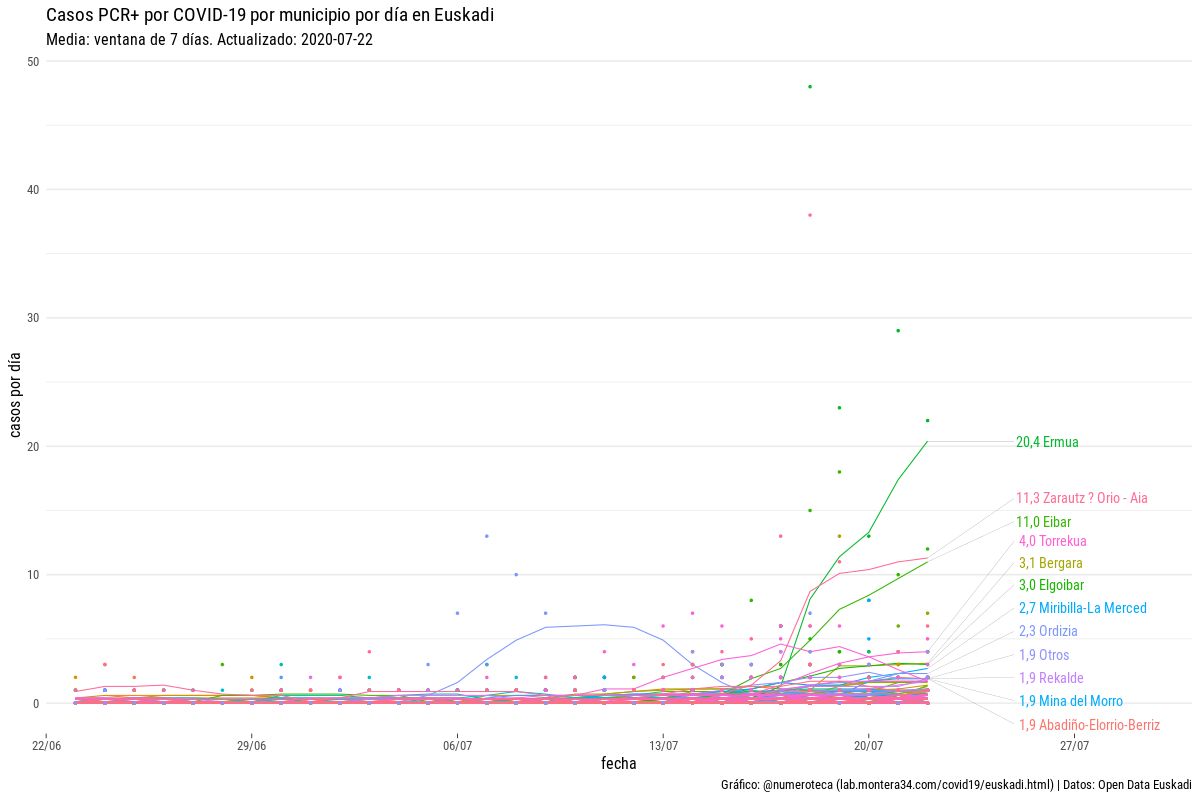 Casos PCR+ por COVID-19 por municipio por día en Euskadi
Media: ventana de 7 días. Actualizado: 2020-07-22
50
40
30
20
10
0
casos por día
20,4 Ermua
11,3 Zarautz ? Orio - Aia
11,0 Eibar
4,0 Torrekua
3,1 Bergara
3,0 Elgoibar
2,7 Miribilla-La Merced
2,3 Ordizia
1,9 Otros
1,9 Rekalde
1,9 Mina del Morro
1,9 Abadiño-Elorrio-Berriz
22/06
29/06
06/07
13/07
20/07
27/07
fecha
Gráfico: @numeroteca (lab.montera34.com/covid19/euskadi.html) | Datos: Open Data Euskadi